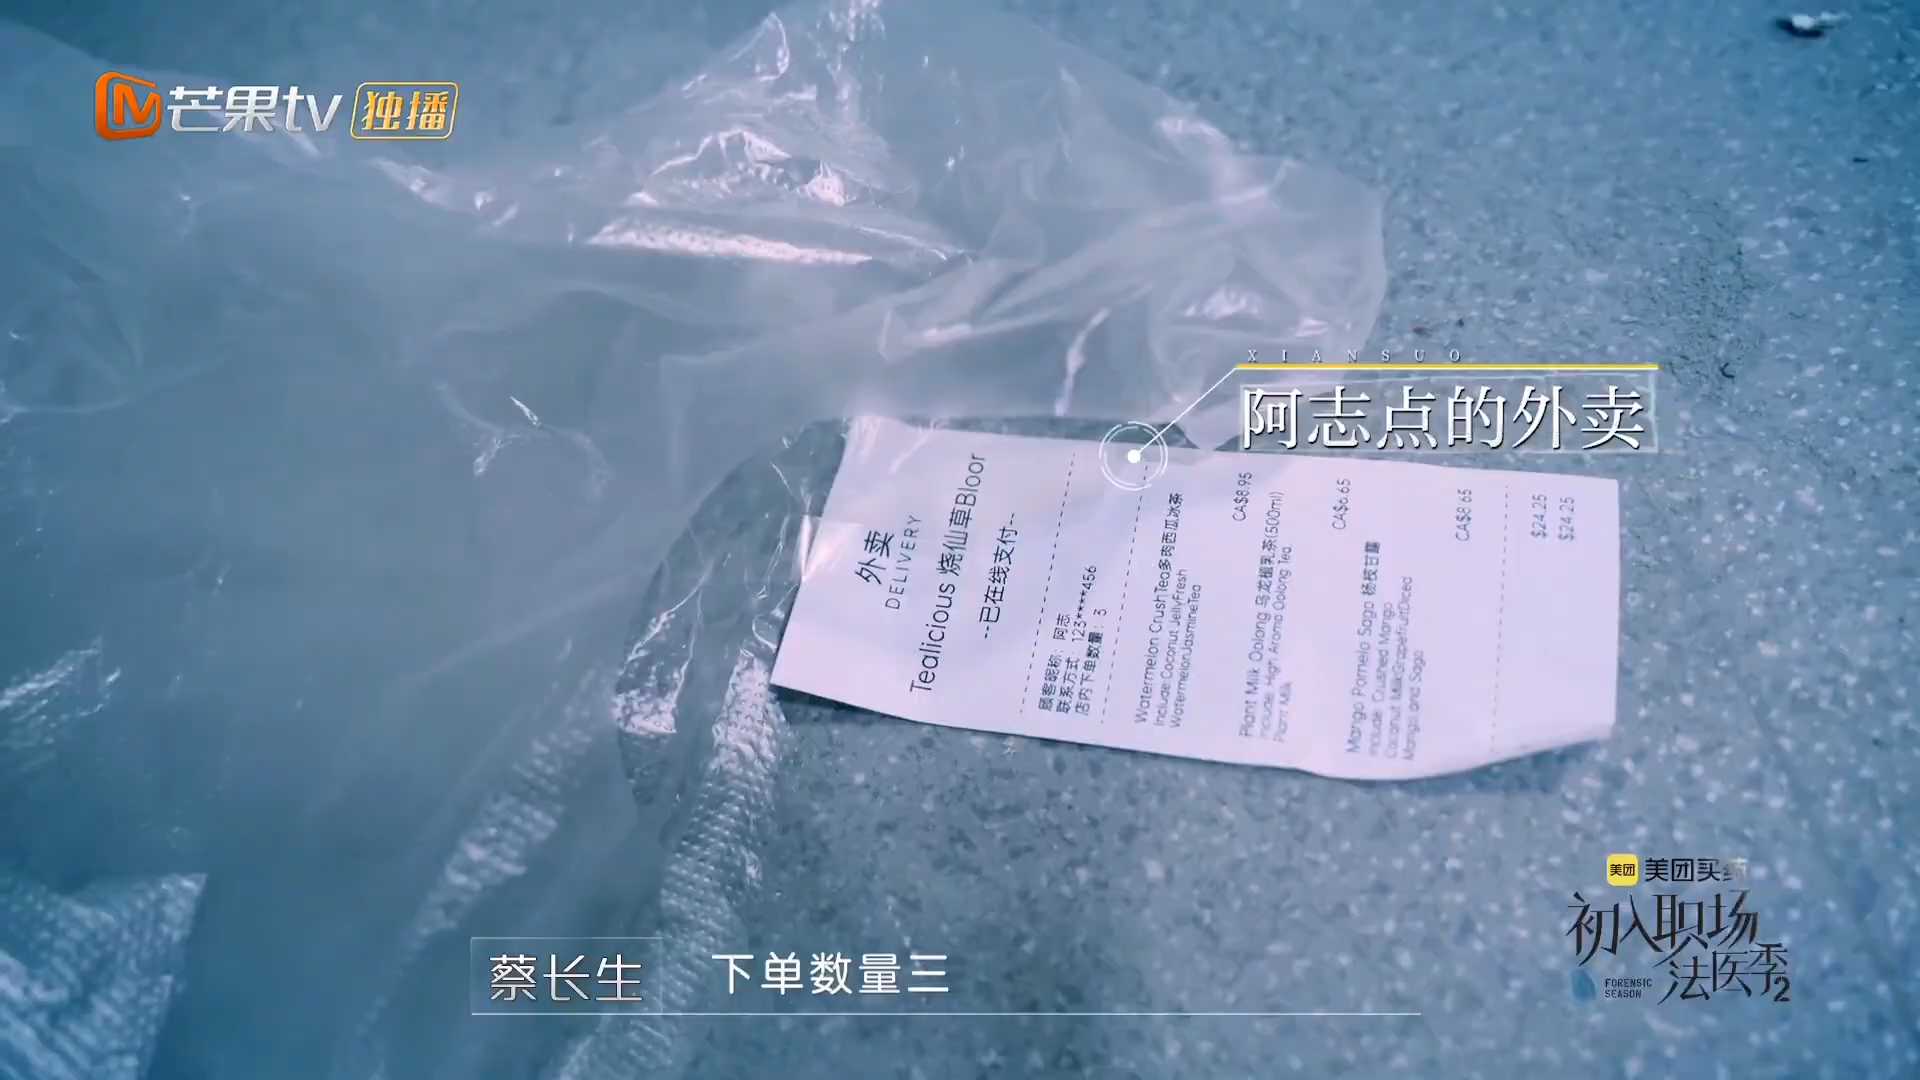 芒果tv 独播
XIANSUO
阿志点的外卖
外卖
DELIVERY
Tealicious 烧仙草Bloor
--已在线支付--
顾客昵称：阿志
联系方式：123****456
店内下单数量：3
Watermelon CrushTea多肉西瓜冰茶
Include:Coconut JellyFresh
WatermelonJasmineTea
CA$8.95
Plant Milk Oolong 乌龙植乳茶(500ml)
Include: High Aroma Oolong Tea,
Plant Milk
CA$6.65
Mango Pomelo Sago 杨枝甘露
Include: Crushed Mango
Coconut MilkGrapefruitDiced
Mango and Sago
CA$8.65
$24.25
$24.25
美团 美团买药
初入职场
法医季2
FORENSIC
SEASON
蔡长生 下单数量三